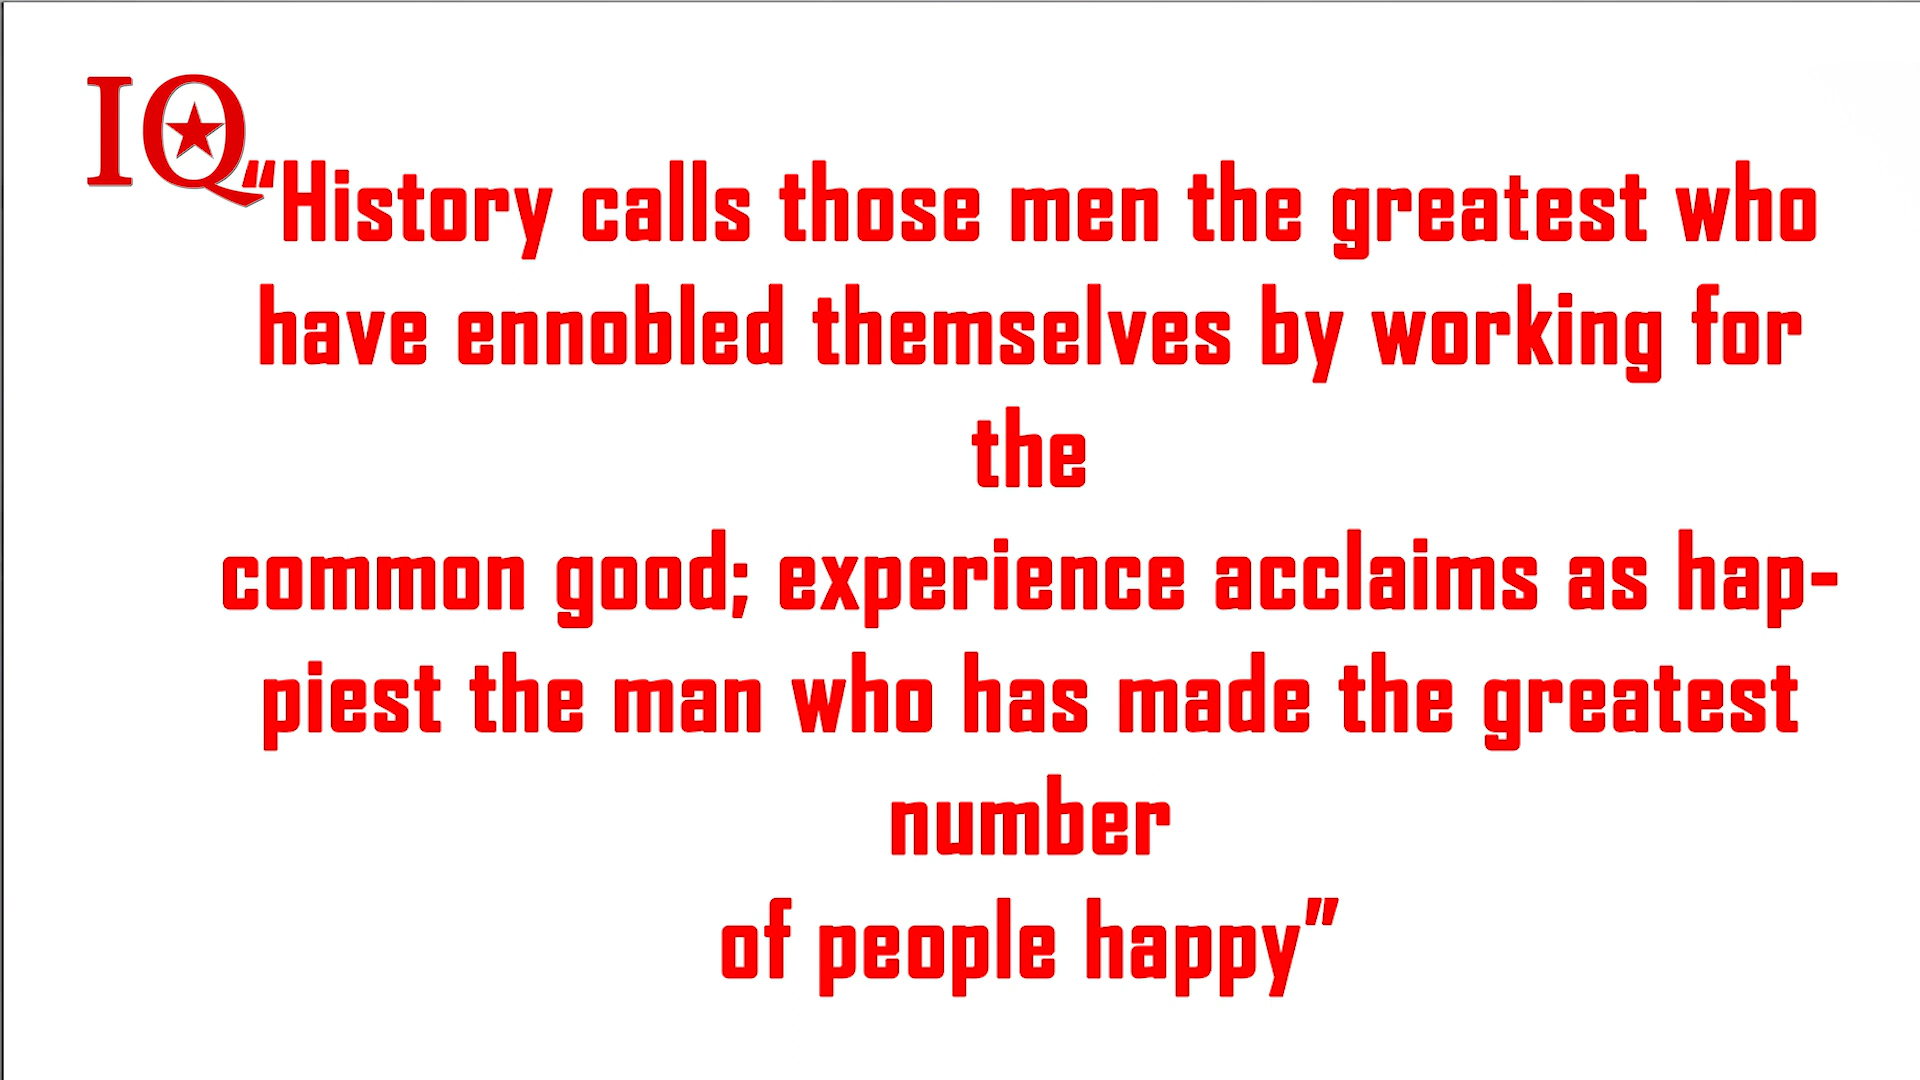 IQ
“History calls those men the greatest who
have ennobled themselves by working for
the
common good; experience acclaims as hap-
piest the man who has made the greatest
number
of people happy”